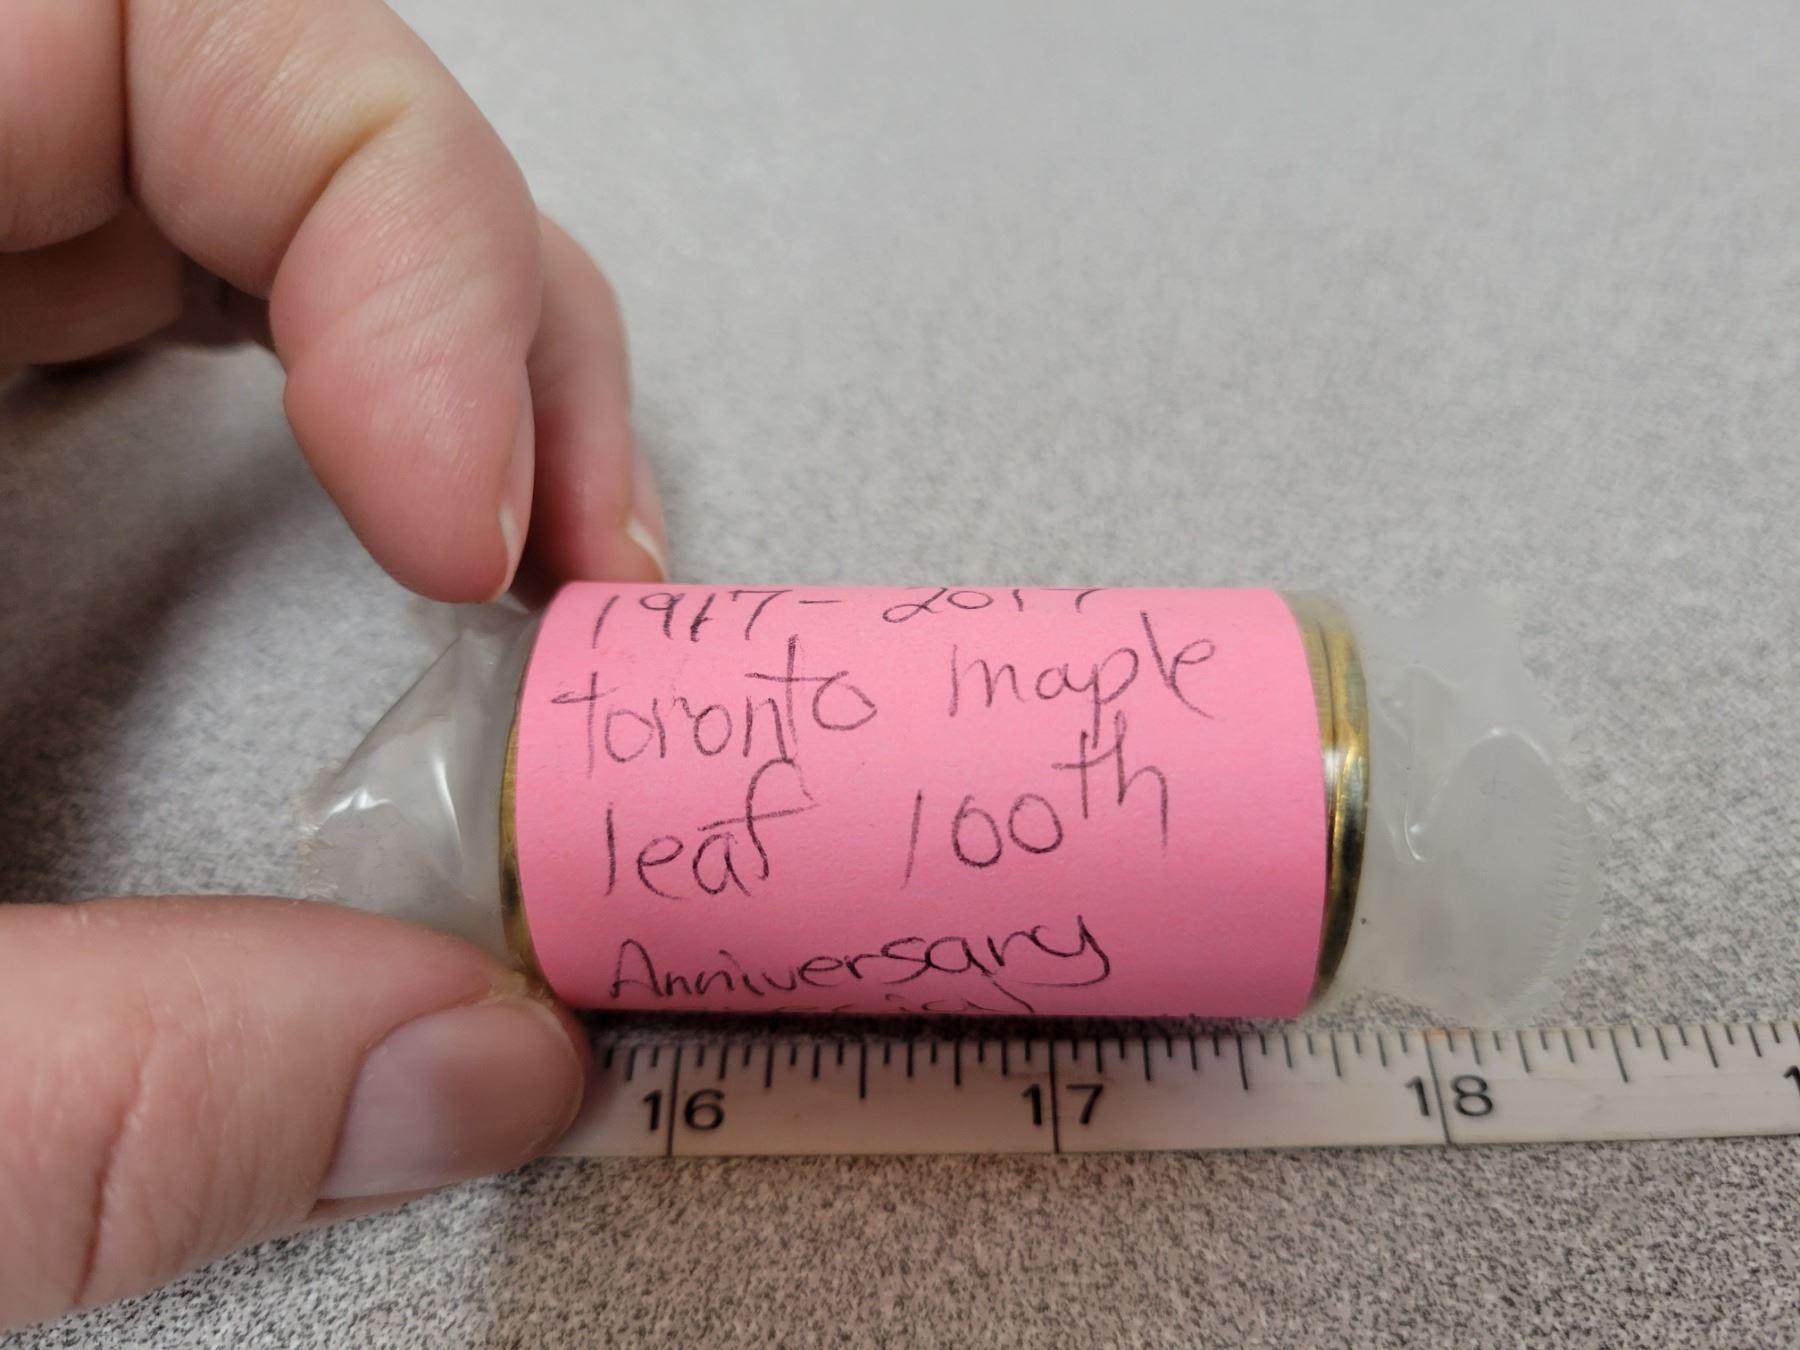 1917-2017
toronto maple
leaf 100th
Anniversary
16 17 18